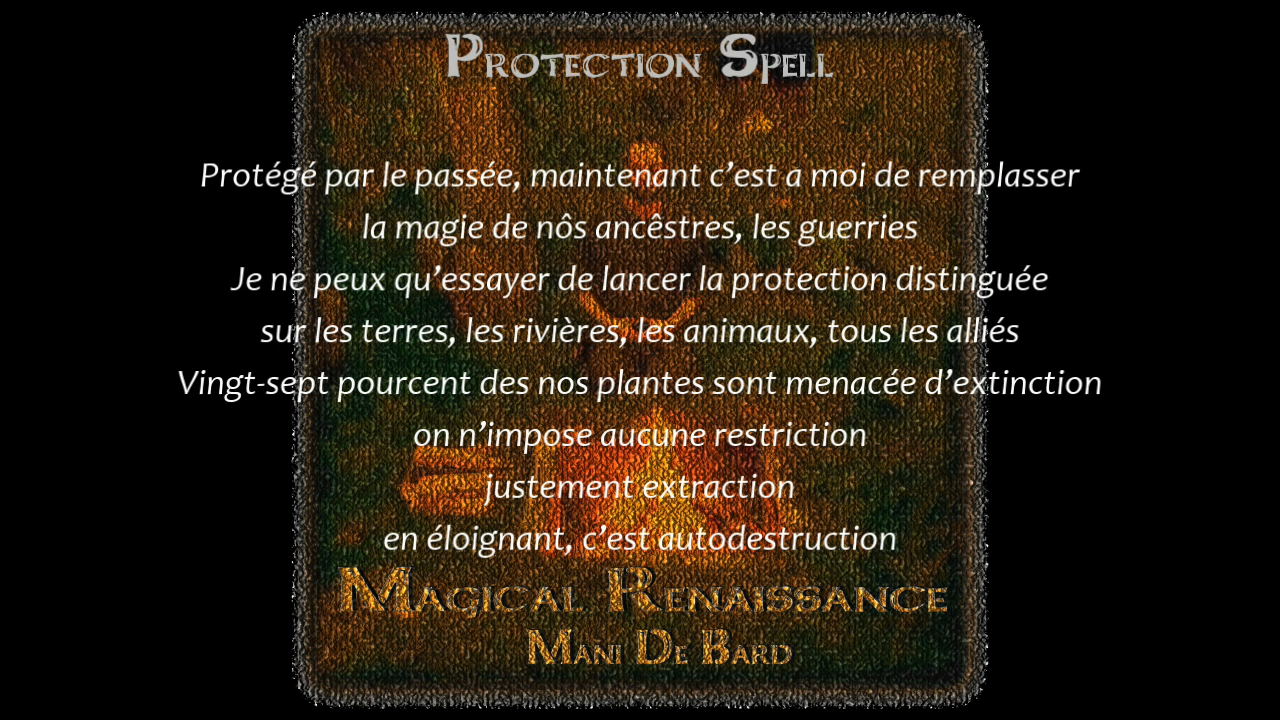 Protection Spell
Protégé par le passée, maintenant c’est a moi de remplasser
la magie de nôs ancêstres, les guerries
Je ne peux qu’essayer de lancer la protection distinguée
sur les terres, les rivières, les animaux, tous les alliés
Vingt-sept pourcent des nos plantes sont menacée d’extinction
on n’impose aucune restriction
justement extraction
en éloignant, c’est autodestruction
Magical Renaissance
Mani De Bard